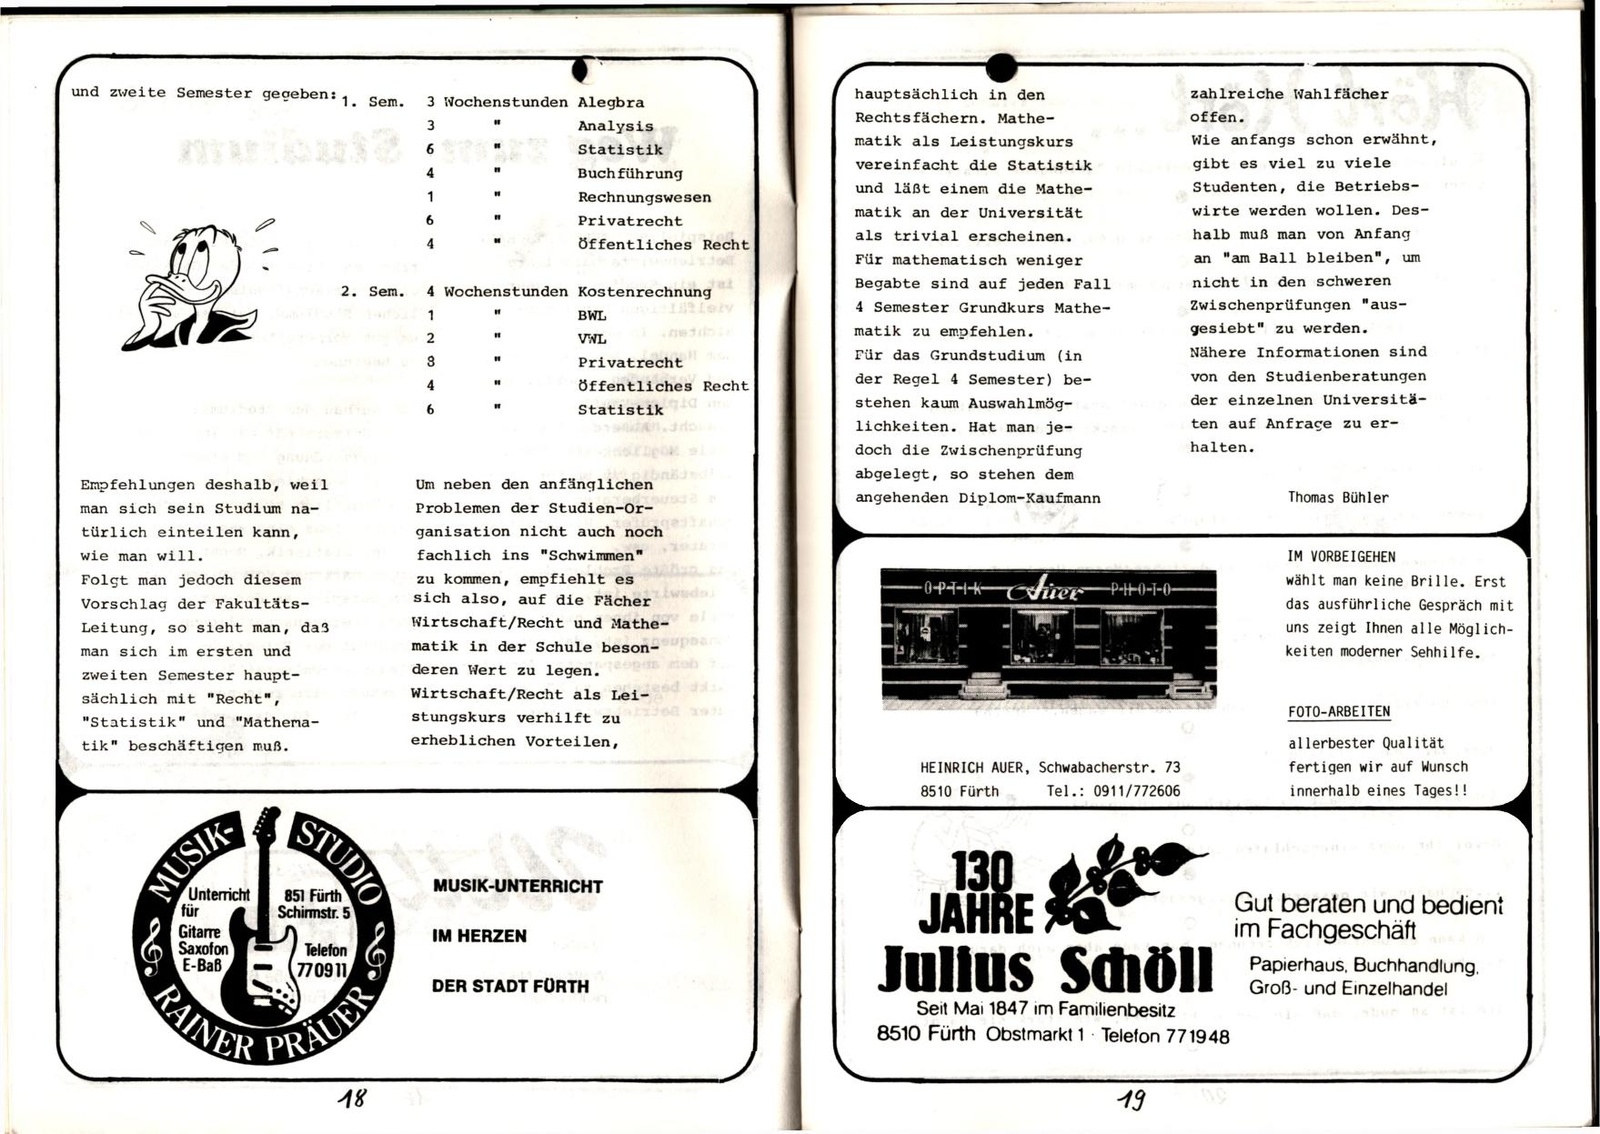 und zweite Semester gegeben:
1. Sem. 3 Wochenstunden Alegbra
3 " Analysis
6 " Statistik
4 " Buchführung
1 " Rechnungswesen
6 " Privatrecht
4 " Öffentliches Recht
2. Sem. 4 Wochenstunden Kostenrechnung
1 " BWL
2 " VWL
" Privatrecht
4 " Öffentliches Recht
6 " Statistik
Empfehlungen deshalb, weil
man sich sein Studium na-
türlich einteilen kann,
wie man will.
Folgt man jedoch diesem
Vorschlag der Fakultäts-
Leitung, so sieht man, daß
man sich im ersten und
zweiten Semester haupt-
sächlich mit "Recht",
"Statistik" und "Mathema-
tik" beschäftigen muß.
Um neben den anfänglichen
Problemen der Studien-Or-
ganisation nicht auch noch
fachlich ins "Schwimmen"
zu kommen, empfiehlt es
sich also, auf die Fächer
Wirtschaft/Recht und Mathe-
matik in der Schule beson-
deren Wert zu legen.
Wirtschaft/Recht als Lei-
stungskurs verhilft zu
erheblichen Vorteilen,
MUSIK-STUDIO
Unterricht
für
Gitarre
Saxofon
E-Baß
851 Fürth
Schirmstr. 5
Telefon
77 09 11
RAINER PRÄUER
MUSIK-UNTERRICHT
IM HERZEN
DER STADT FÜRTH
18
hauptsächlich in den
Rechtsfächern. Mathe-
matik als Leistungskurs
vereinfacht die Statistik
und läßt einem die Mathe-
matik an der Universität
als trivial erscheinen.
Für mathematisch weniger
Begabte sind auf jeden Fall
4 Semester Grundkurs Mathe-
matik zu empfehlen.
Für das Grundstudium (in
der Regel 4 Semester) be-
stehen kaum Auswahlmög-
lichkeiten. Hat man je-
doch die Zwischenprüfung
abgelegt, so stehen dem
angehenden Diplom-Kaufmann
zahlreiche Wahlfächer
offen.
Wie anfangs schon erwähnt,
gibt es viel zu viele
Studenten, die Betriebs-
wirte werden wollen. Des-
halb muß man von Anfang
an "am Ball bleiben", um
nicht in den schweren
Zwischenprüfungen "aus-
gesiebt" zu werden.
Nähere Informationen sind
von den Studienberatungen
der einzelnen Universitä-
ten auf Anfrage zu er-
halten.
Thomas Bühler
OPTIK Auer PHOTO
HEINRICH AUER, Schwabacherstr. 73
8510 Fürth Tel.: 0911/772606
IM VORBEIGEHEN
wählt man keine Brille. Erst
das ausführliche Gespräch mit
uns zeigt Ihnen alle Möglich-
keiten moderner Sehhilfe.
FOTO-ARBEITEN
allerbester Qualität
fertigen wir auf Wunsch
innerhalb eines Tages!!
130
JAHRE
Julius Schöll
Seit Mai 1847 im Familienbesitz
8510 Fürth Obstmarkt 1 · Telefon 77 19 48
Gut beraten und bedient
im Fachgeschäft
Papierhaus, Buchhandlung,
Groß- und Einzelhandel
19